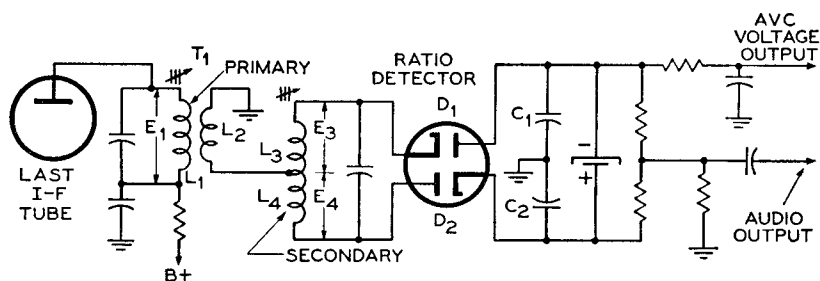 AVC
VOLTAGE
OUTPUT
T1
PRIMARY
RATIO
DETECTOR
D1
E1
L2
L3
E3
C1
-
L1
LAST
I-F
TUBE
L4
E4
C2
+
D2
SECONDARY
AUDIO
OUTPUT
B+